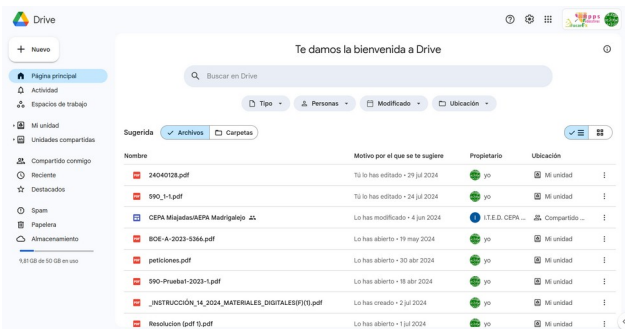 Drive
Nuevo
Página principal
Actividad
Espacios de trabajo
Mi unidad
Unidades compartidas
Compartido conmigo
Reciente
Destacados
Spam
Papelera
Almacenamiento
9,81 GB de 50 GB en uso
Te damos la bienvenida a Drive
Buscar en Drive
Tipo Personas Modificado Ubicación
Sugerida Archivos Carpetas
Nombre Motivo por el que se te sugiere Propietario Ubicación
24040128.pdf Tú lo has editado • 29 jul 2024 yo Mi unidad
590_1-1.pdf Tú lo has editado • 24 jul 2024 yo Mi unidad
CEPA Miajadas/AEPA Madrigalejo Lo has modificado • 4 jun 2024 I.T.E.D. CEPA ... Compartido ...
BOE-A-2023-5366.pdf Lo has abierto • 19 may 2024 yo Mi unidad
peticiones.pdf Lo has abierto • 30 abr 2024 yo Mi unidad
590-Prueba1-2023-1.pdf Lo has abierto • 18 abr 2024 yo Mi unidad
_INSTRUCCIÓN_14_2024_MATERIALES_DIGITALES(F)(1).pdf Lo has creado • 2 jul 2024 yo Mi unidad
Resolucion (pdf 1).pdf Lo has abierto • 1 jul 2024 yo Mi unidad